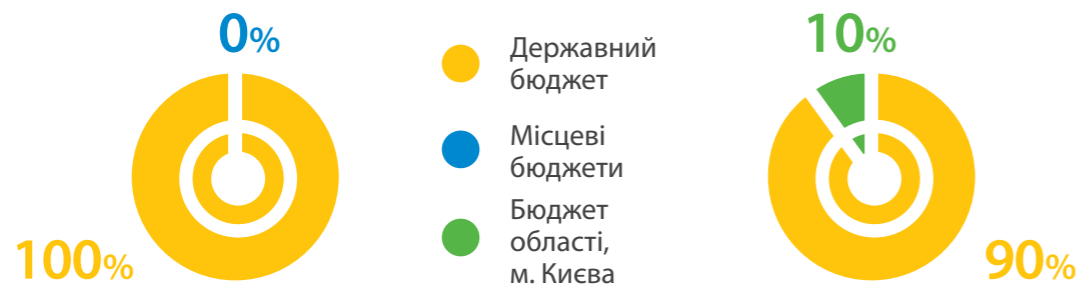 0%
100%
Державний
бюджет
Місцеві
бюджети
Бюджет
області,
м. Києва
10%
90%